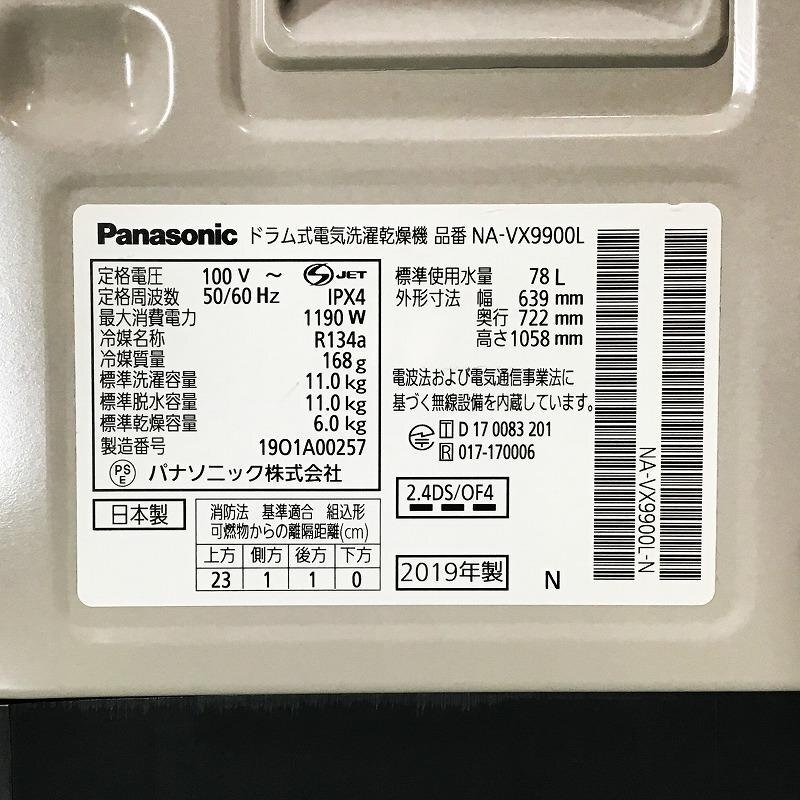 Panasonic ドラム式電気洗濯乾燥機 品番 NA-VX9900L
定格電圧 100 V ～ S JET
定格周波数 50/60 Hz IPX4
最大消費電力 1190 W
冷媒名称 R134a
冷媒質量 168 g
標準洗濯容量 11.0 kg
標準脱水容量 11.0 kg
標準乾燥容量 6.0 kg
製造番号 19O1A00257
PSE パナソニック株式会社
日本製
消防法 基準適合 組込形
可燃物からの離隔距離(cm)
上方 側方 後方 下方
23 1 1 0
標準使用水量 78 L
外形寸法 幅 639 mm
奥行 722 mm
高さ 1058 mm
電波法および電気通信事業法に
基づく無線設備を内蔵しています。
T D 17 0083 201
R 017-170006
2.4DS/OF4
2019年製 N
NA-VX9900L-N